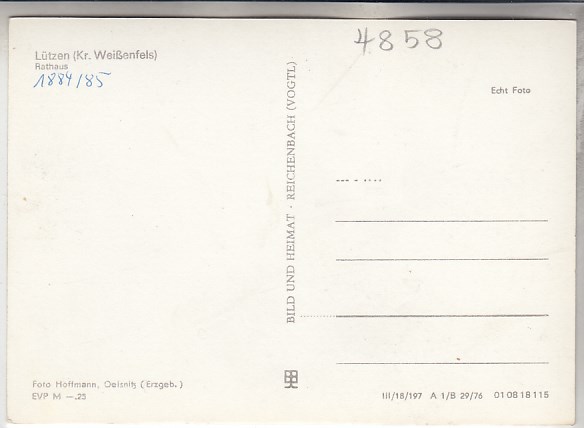 4858
Lützen (Kr. Weißenfels)
Rathaus
1884/85
Echt Foto
BILD UND HEIMAT · REICHENBACH (VOGTL)
Foto Hoffmann, Oelsnitz (Erzgeb.)
EVP M —.25
III/18/197 A 1/B 29/76 01 08 18 115